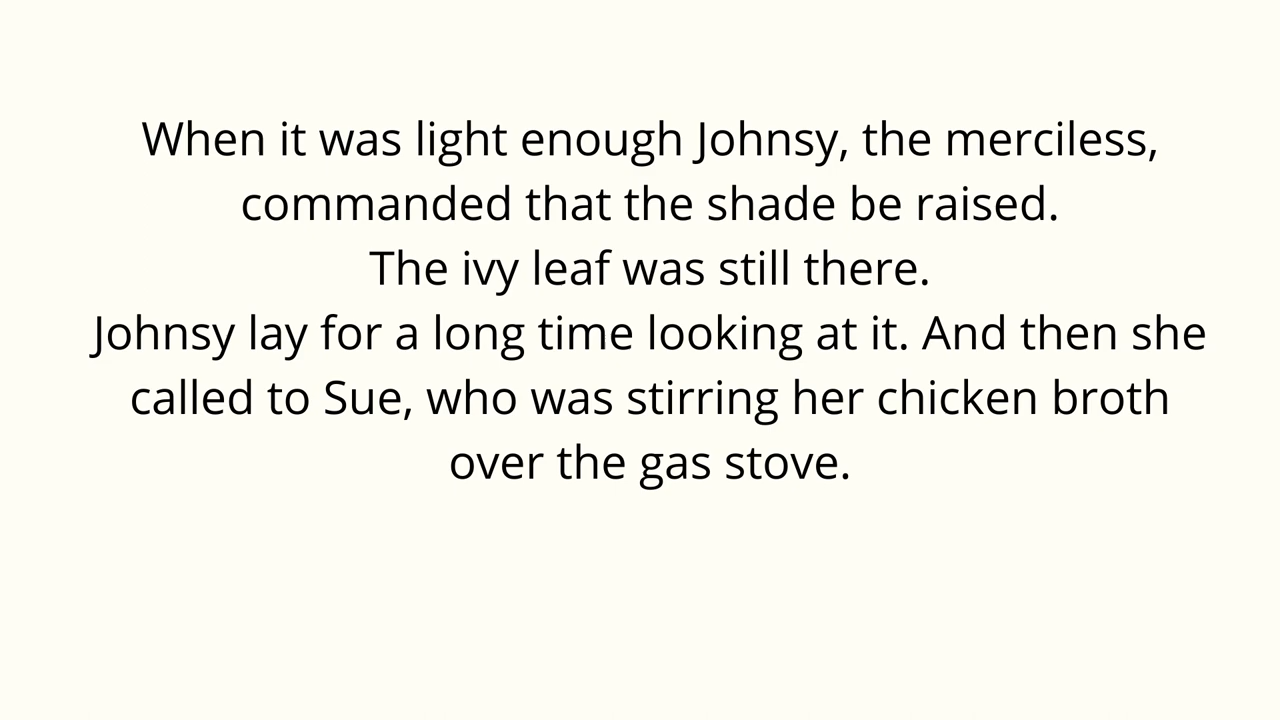 When it was light enough Johnsy, the merciless,
commanded that the shade be raised.
The ivy leaf was still there.
Johnsy lay for a long time looking at it. And then she
called to Sue, who was stirring her chicken broth
over the gas stove.